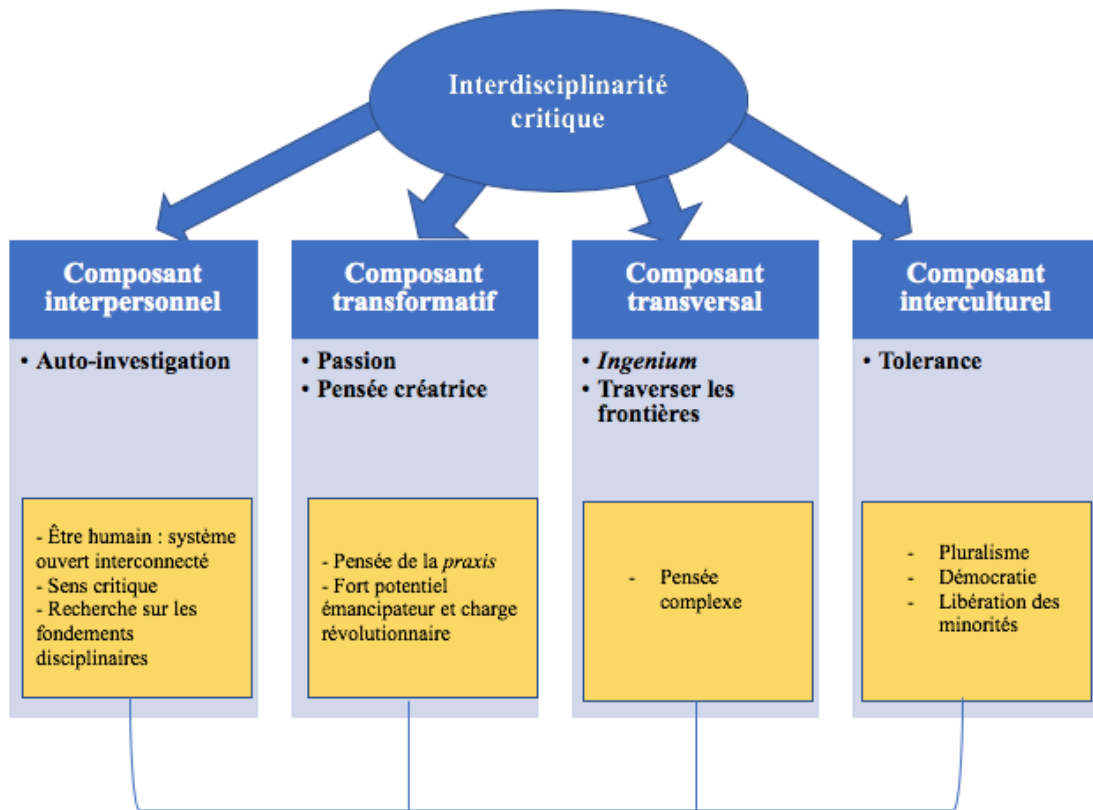 Interdisciplinarité
critique
Composant
interpersonnel
• Auto-investigation
- Être humain : système
ouvert interconnecté
- Sens critique
- Recherche sur les
fondements
disciplinaires
Composant
transformatif
• Passion
• Pensée créatrice
- Pensée de la praxis
- Fort potentiel
émancipateur et charge
révolutionnaire
Composant
transversal
• Ingenium
• Traverser les
frontières
- Pensée
complexe
Composant
interculturel
• Tolerance
- Pluralisme
- Démocratie
- Libération des
minorités